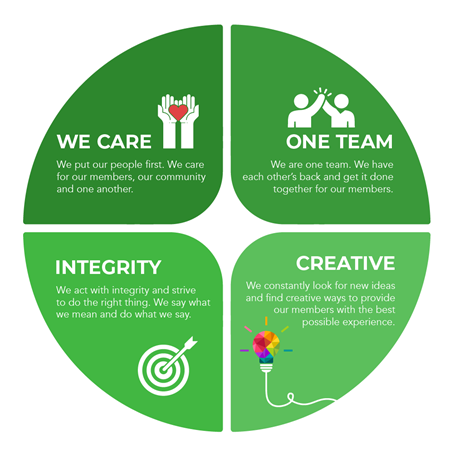 WE CARE
We put our people first. We care
for our members, our community
and one another.
ONE TEAM
We are one team. We have
each other's back and get it done
together for our members.
INTEGRITY
We act with integrity and strive
to do the right thing. We say what
we mean and do what we say.
CREATIVE
We constantly look for new ideas
and find creative ways to provide
our members with the best
possible experience.